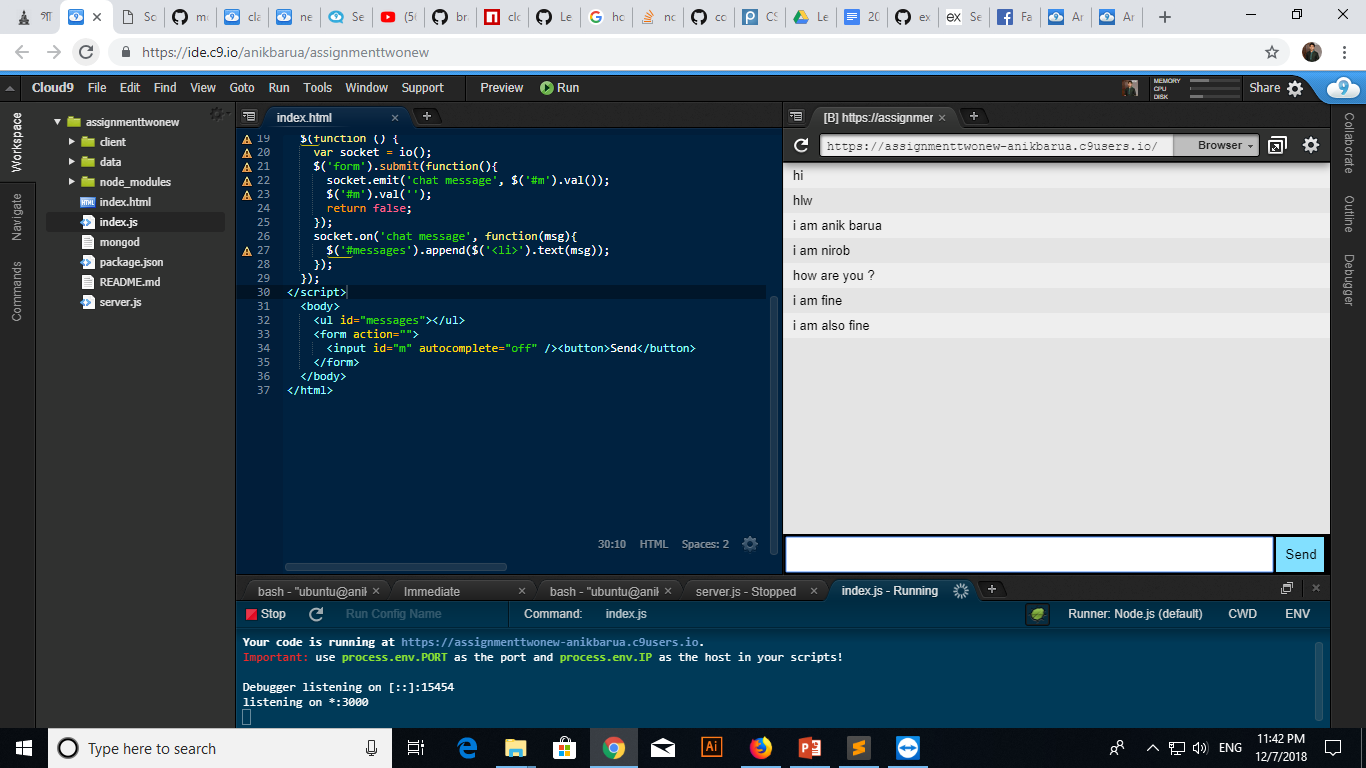 গা
So
mo
cla
ne
Se
(50
bra
clo
Le
ho
no
co
CS
Le
20
ex
ex Se
Fa
Ar
Ar
https://ide.c9.io/anikbarua/assignmenttwonew
Cloud9 File Edit Find View Goto Run Tools Window Support Preview Run MEMORY CPU DISK Share
Workspace
Navigate
Commands
assignmenttwonew
client
data
node_modules
index.html
index.js
mongod
package.json
README.md
server.js
index.html
19 $(function () {
20 var socket = io();
21 $('form').submit(function(){
22 socket.emit('chat message', $('#m').val());
23 $('#m').val('');
24 return false;
25 });
26 socket.on('chat message', function(msg){
27 $('#messages').append($('<li>').text(msg));
28 });
29 });
30 </script>
31 <body>
32 <ul id="messages"></ul>
33 <form action="">
34 <input id="m" autocomplete="off" /><button>Send</button>
35 </form>
36 </body>
37 </html>
30:10 HTML Spaces: 2
[B] https://assignmer
https://assignmenttwonew-anikbarua.c9users.io/ Browser
hi
hlw
i am anik barua
i am nirob
how are you ?
i am fine
i am also fine
Send
Collaborate
Outline
Debugger
bash - "ubuntu@anil Immediate bash - "ubuntu@anil server.js - Stopped index.js - Running
Stop Run Config Name Command: index.js Runner: Node.js (default) CWD ENV
Your code is running at https://assignmenttwonew-anikbarua.c9users.io.
Important: use process.env.PORT as the port and process.env.IP as the host in your scripts!
Debugger listening on [::]:15454
listening on *:3000
Type here to search
ENG
11:42 PM
12/7/2018